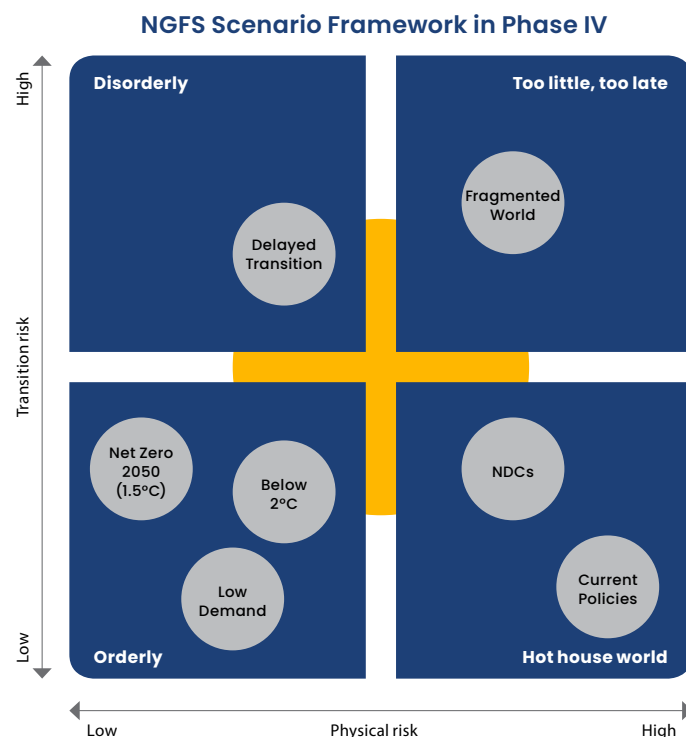 NGFS Scenario Framework in Phase IV
High
Disorderly
Too little, too late
Fragmented
World
Delayed
Transition
Transition risk
Net Zero
2050
(1.5°C)
Below
2°C
NDCs
Low
Demand
Current
Policies
Low
Orderly
Hot house world
Low
Physical risk
High